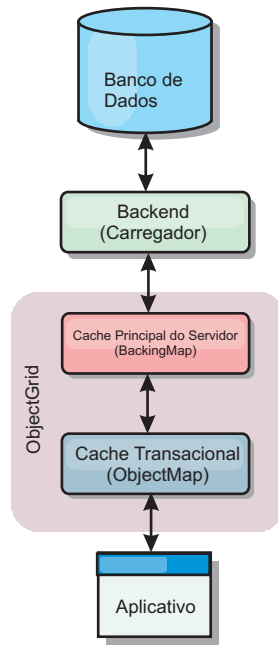 Banco de
Dados
Backend
(Carregador)
ObjectGrid
Cache Principal do Servidor
(BackingMap)
Cache Transacional
(ObjectMap)
Aplicativo